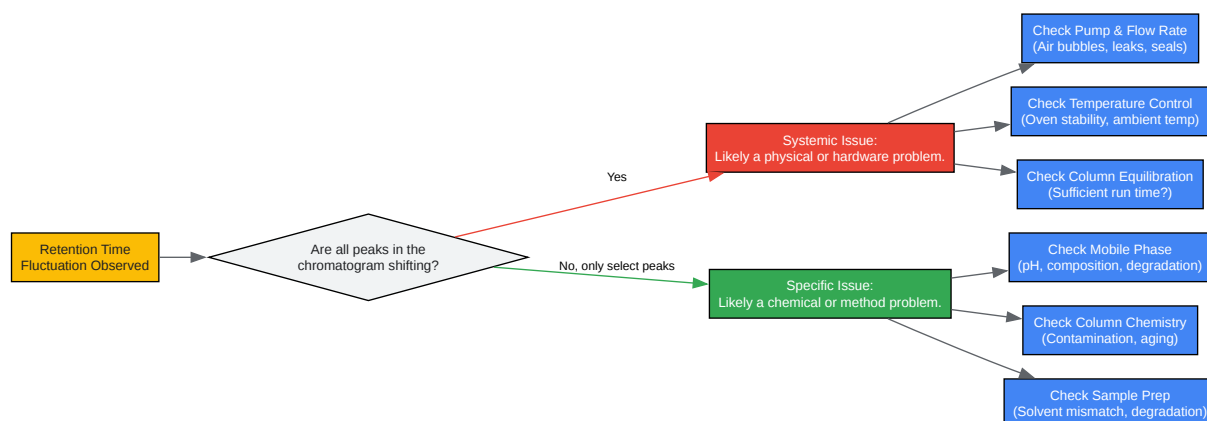 Retention Time
Fluctuation Observed
Are all peaks in the
chromatogram shifting?
Yes
No, only select peaks
Systemic Issue:
Likely a physical or hardware problem.
Specific Issue:
Likely a chemical or method problem.
Check Pump & Flow Rate
(Air bubbles, leaks, seals)
Check Temperature Control
(Oven stability, ambient temp)
Check Column Equilibration
(Sufficient run time?)
Check Mobile Phase
(pH, composition, degradation)
Check Column Chemistry
(Contamination, aging)
Check Sample Prep
(Solvent mismatch, degradation)